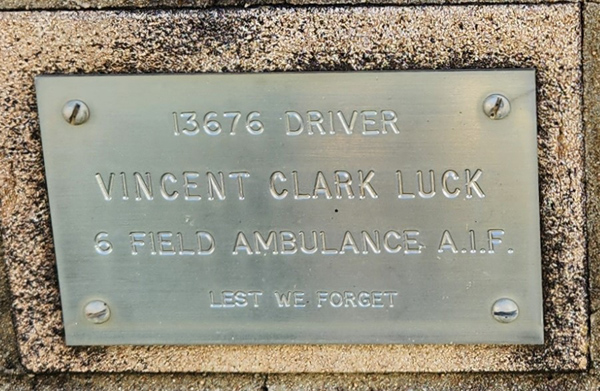 13676 DRIVER
VINCENT CLARK LUCK
6 FIELD AMBULANCE A.I.F.
LEST WE FORGET